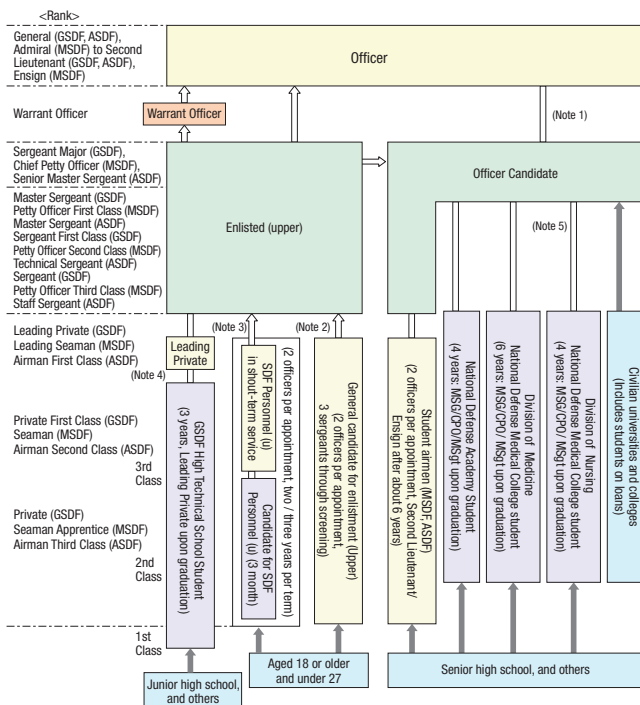 <Rank>
General (GSDF, ASDF),
Admiral (MSDF) to Second
Lieutenant (GSDF, ASDF),
Ensign (MSDF)
Officer
Warrant Officer
Warrant Officer
(Note 1)
Sergeant Major (GSDF),
Chief Petty Officer (MSDF),
Senior Master Sergeant (ASDF)
Master Sergeant (GSDF)
Petty Officer First Class (MSDF)
Master Sergeant (ASDF)
Sergeant First Class (GSDF)
Petty Officer Second Class (MSDF)
Technical Sergeant (ASDF)
Sergeant (GSDF)
Petty Officer Third Class (MSDF)
Staff Sergeant (ASDF)
Enlisted (upper)
Officer Candidate
(Note 5)
(Note 3)
(Note 2)
Leading Private (GSDF)
Leading Seaman (MSDF)
Airman First Class (ASDF)
(Note 4)
Leading
Private
Private First Class (GSDF)
Seaman (MSDF)
Airman Second Class (ASDF)
3rd
Class
Private (GSDF)
Seaman Apprentice (MSDF)
Airman Third Class (ASDF)
2nd
Class
1st
Class
GSDF High Technical School Student
(3 years, Leading Private upon graduation)
SDF Personnel (u)
in shout-term service
Candidate for SDF
Personnel (u) (3 month)
(2 officers per appointment, two / three years per term)
General candidate for enlistment (Upper)
(2 officers per appointment,
3 sergeants through screening)
Student airmen (MSDF, ASDF)
(2 officers per appointment, Second Lieutenant/
Ensign after about 6 years)
National Defense Academy Student
(4 years: MSG/CPO/MSgt upon graduation)
Division of Medicine
National Defense Medical College student
(6 years: MSG/CPO/ MSgt upon graduation)
Division of Nursing
National Defense Medical College student
(4 years: MSG/CPO/ MSgt upon graduation)
Civilian universities and colleges
(Includes students on loans)
Junior high school,
and others
Aged 18 or older
and under 27
Senior high school, and others